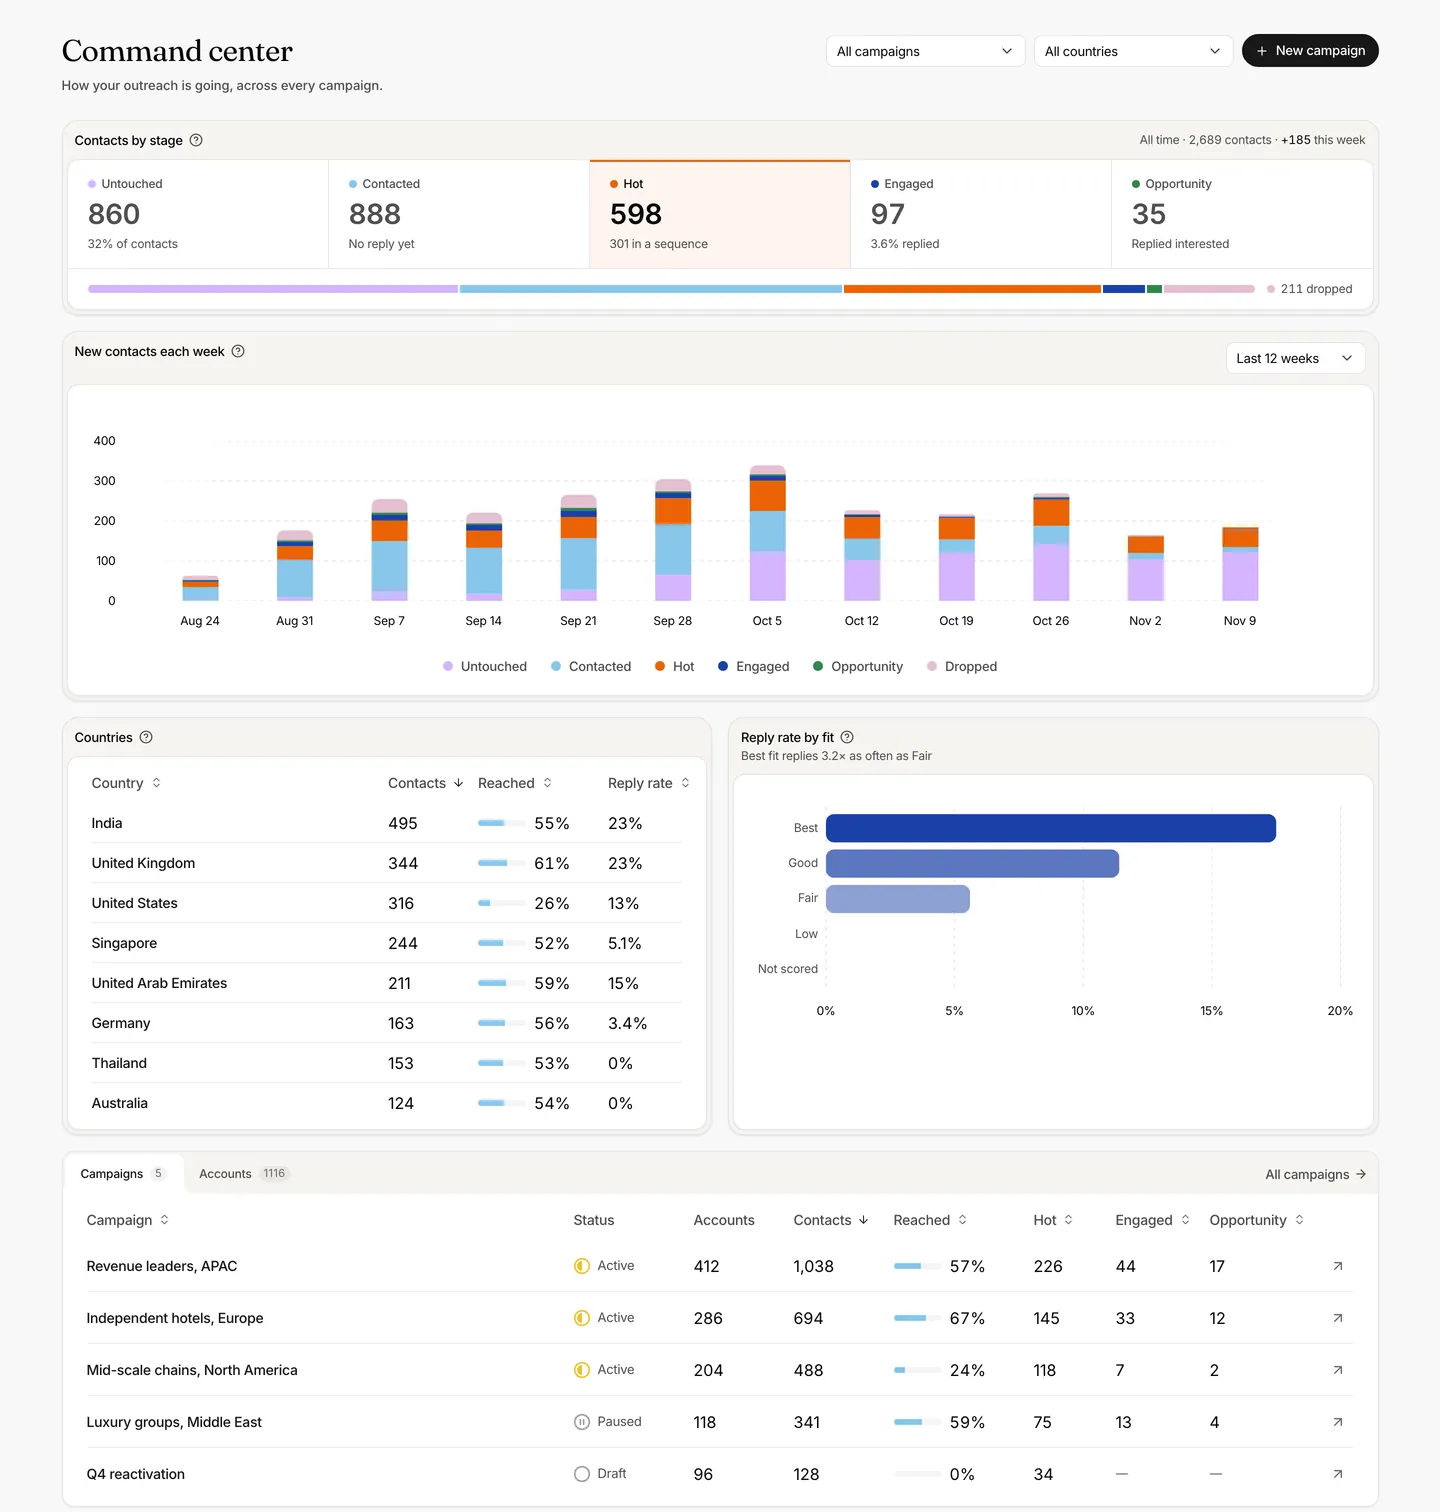 Command center
All campaigns
All countries
+ New campaign
How your outreach is going, across every campaign.
Contacts by stage
All time · 2,689 contacts · +185 this week
Untouched
860
32% of contacts
Contacted
888
No reply yet
Hot
598
301 in a sequence
Engaged
97
3.6% replied
Opportunity
35
Replied interested
211 dropped
New contacts each week
Last 12 weeks
400
300
200
100
0
Aug 24 Aug 31 Sep 7 Sep 14 Sep 21 Sep 28 Oct 5 Oct 12 Oct 19 Oct 26 Nov 2 Nov 9
Untouched Contacted Hot Engaged Opportunity Dropped
Countries
Country Contacts Reached Reply rate
India 495 55% 23%
United Kingdom 344 61% 23%
United States 316 26% 13%
Singapore 244 52% 5.1%
United Arab Emirates 211 59% 15%
Germany 163 56% 3.4%
Thailand 153 53% 0%
Australia 124 54% 0%
Reply rate by fit
Best fit replies 3.2× as often as Fair
Best
Good
Fair
Low
Not scored
0% 5% 10% 15% 20%
Campaigns 5 Accounts 1116 All campaigns →
Campaign Status Accounts Contacts Reached Hot Engaged Opportunity
Revenue leaders, APAC Active 412 1,038 57% 226 44 17
Independent hotels, Europe Active 286 694 67% 145 33 12
Mid-scale chains, North America Active 204 488 24% 118 7 2
Luxury groups, Middle East Paused 118 341 59% 75 13 4
Q4 reactivation Draft 96 128 0% 34 — —